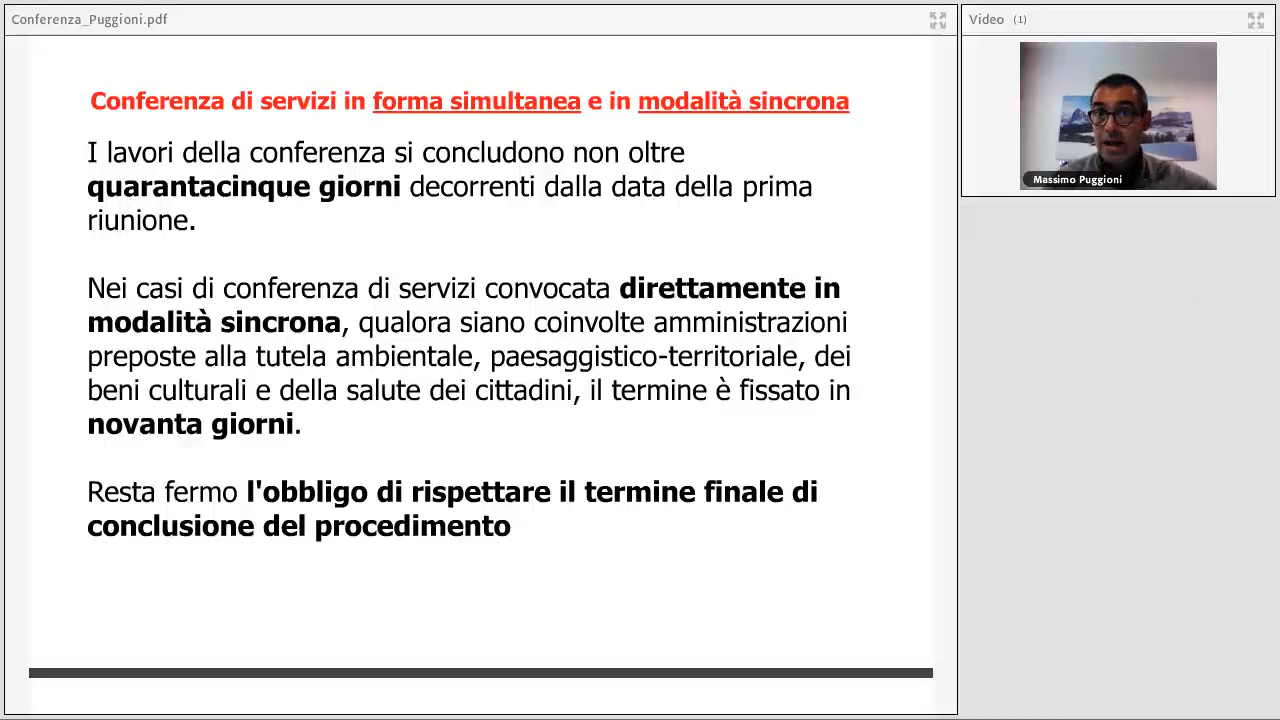 Conferenza_Puggioni.pdf
Video (1)
Conferenza di servizi in forma simultanea e in modalità sincrona
I lavori della conferenza si concludono non oltre
quarantacinque giorni decorrenti dalla data della prima
riunione.
Nei casi di conferenza di servizi convocata direttamente in
modalità sincrona, qualora siano coinvolte amministrazioni
preposte alla tutela ambientale, paesaggistico-territoriale, dei
beni culturali e della salute dei cittadini, il termine è fissato in
novanta giorni.
Resta fermo l'obbligo di rispettare il termine finale di
conclusione del procedimento
Massimo Puggioni